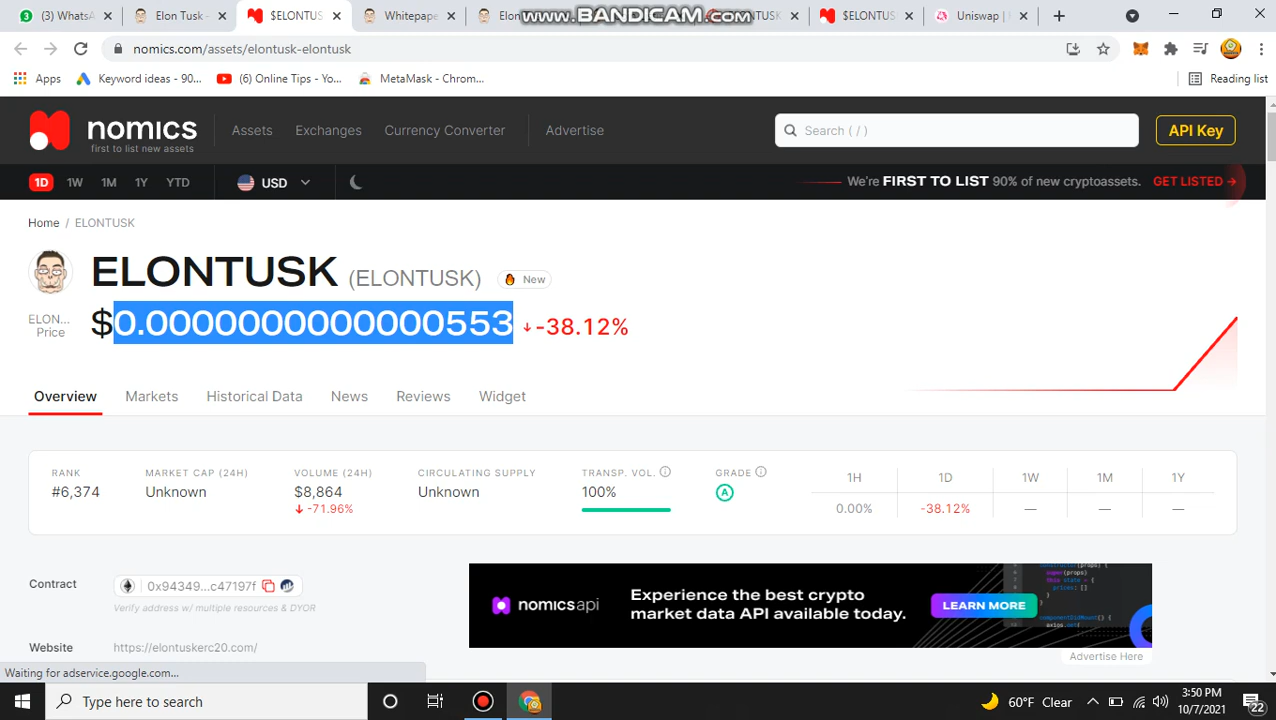 (3) WhatsA
Elon Tusk -
$ELONTUS
Whitepape
Elon
www.BANDICAM.com
TUSK
$ELONTUS
Uniswap |
nomics.com/assets/elontusk-elontusk
Apps
Keyword ideas - 90...
(6) Online Tips - Yo...
MetaMask - Chrom...
Reading list
nomics
first to list new assets
Assets
Exchanges
Currency Converter
Advertise
Search ( / )
API Key
1D
1W
1M
1Y
YTD
USD
We're FIRST TO LIST 90% of new cryptoassets.
GET LISTED →
Home / ELONTUSK
ELONTUSK (ELONTUSK)
New
ELON... Price
$0.0000000000000553
↓-38.12%
Overview
Markets
Historical Data
News
Reviews
Widget
RANK
MARKET CAP (24H)
VOLUME (24H)
CIRCULATING SUPPLY
TRANSP. VOL.
GRADE
1H
1D
1W
1M
1Y
#6,374
Unknown
$8,864
Unknown
100%
A
↓ -71.96%
0.00%
-38.12%
—
—
—
Contract
0x94349...c47197f
Verify address w/ multiple resources & DYOR
nomics api
Experience the best crypto
market data API available today.
LEARN MORE
Website
https://elontuskerc20.com/
Advertise Here
Waiting for adservice.google.com...
Type here to search
60°F Clear
3:50 PM
10/7/2021
22